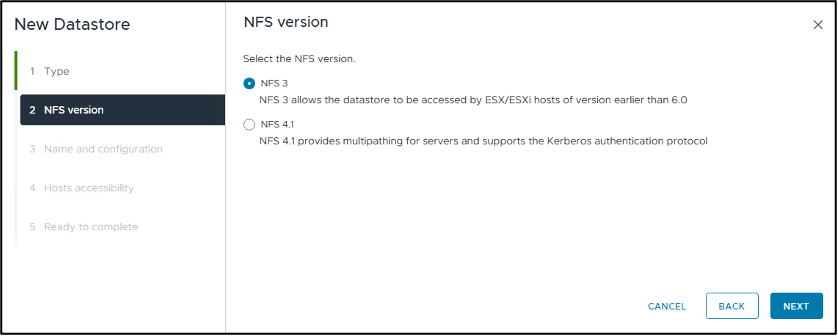 New Datastore
1 Type
2 NFS version
3 Name and configuration
4 Hosts accessibility
5 Ready to complete
NFS version
Select the NFS version.
NFS 3
NFS 3 allows the datastore to be accessed by ESX/ESXi hosts of version earlier than 6.0
NFS 4.1
NFS 4.1 provides multipathing for servers and supports the Kerberos authentication protocol
CANCEL BACK NEXT